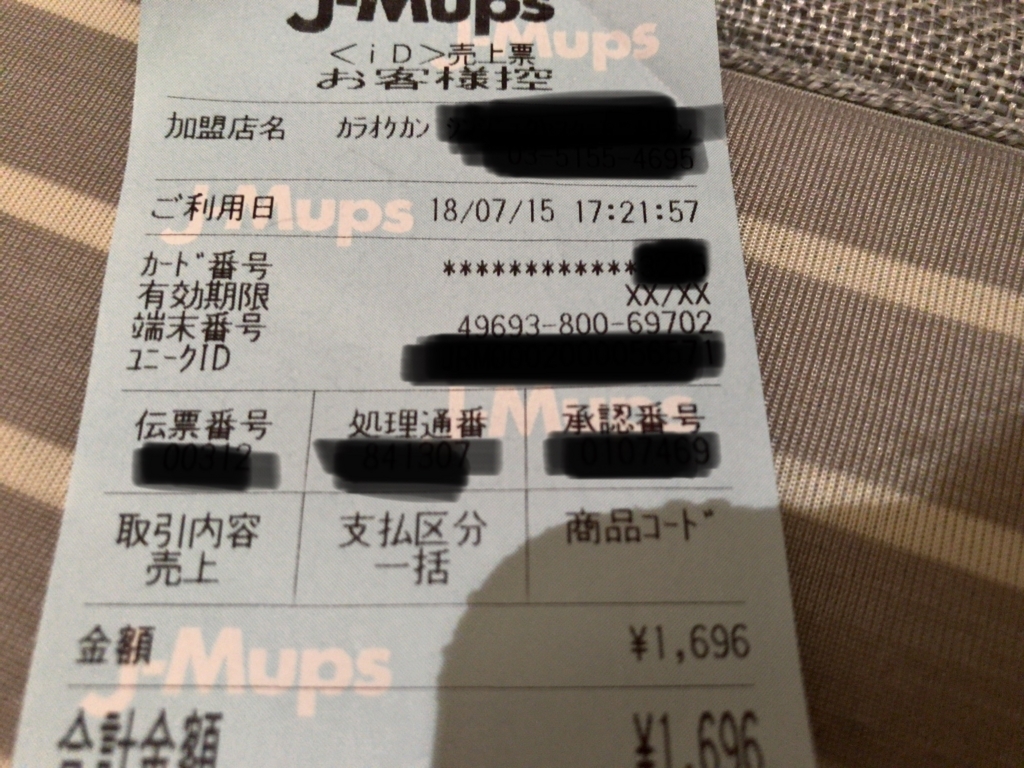 J-Mups
J-Mups
<iD>売上票
お客様控
加盟店名 ｶﾗｵｹｶﾝ
J-Mups
ご利用日 18/07/15 17:21:57
ｶｰﾄﾞ番号 ************
有効期限 XX/XX
端末番号 49693-800-69702
ﾕﾆｰｸID
J-Mups
伝票番号 処理通番 承認番号
取引内容 支払区分 商品ｺｰﾄﾞ
売上 一括
金額 ¥1,696
J-Mups
合計金額 ¥1,696